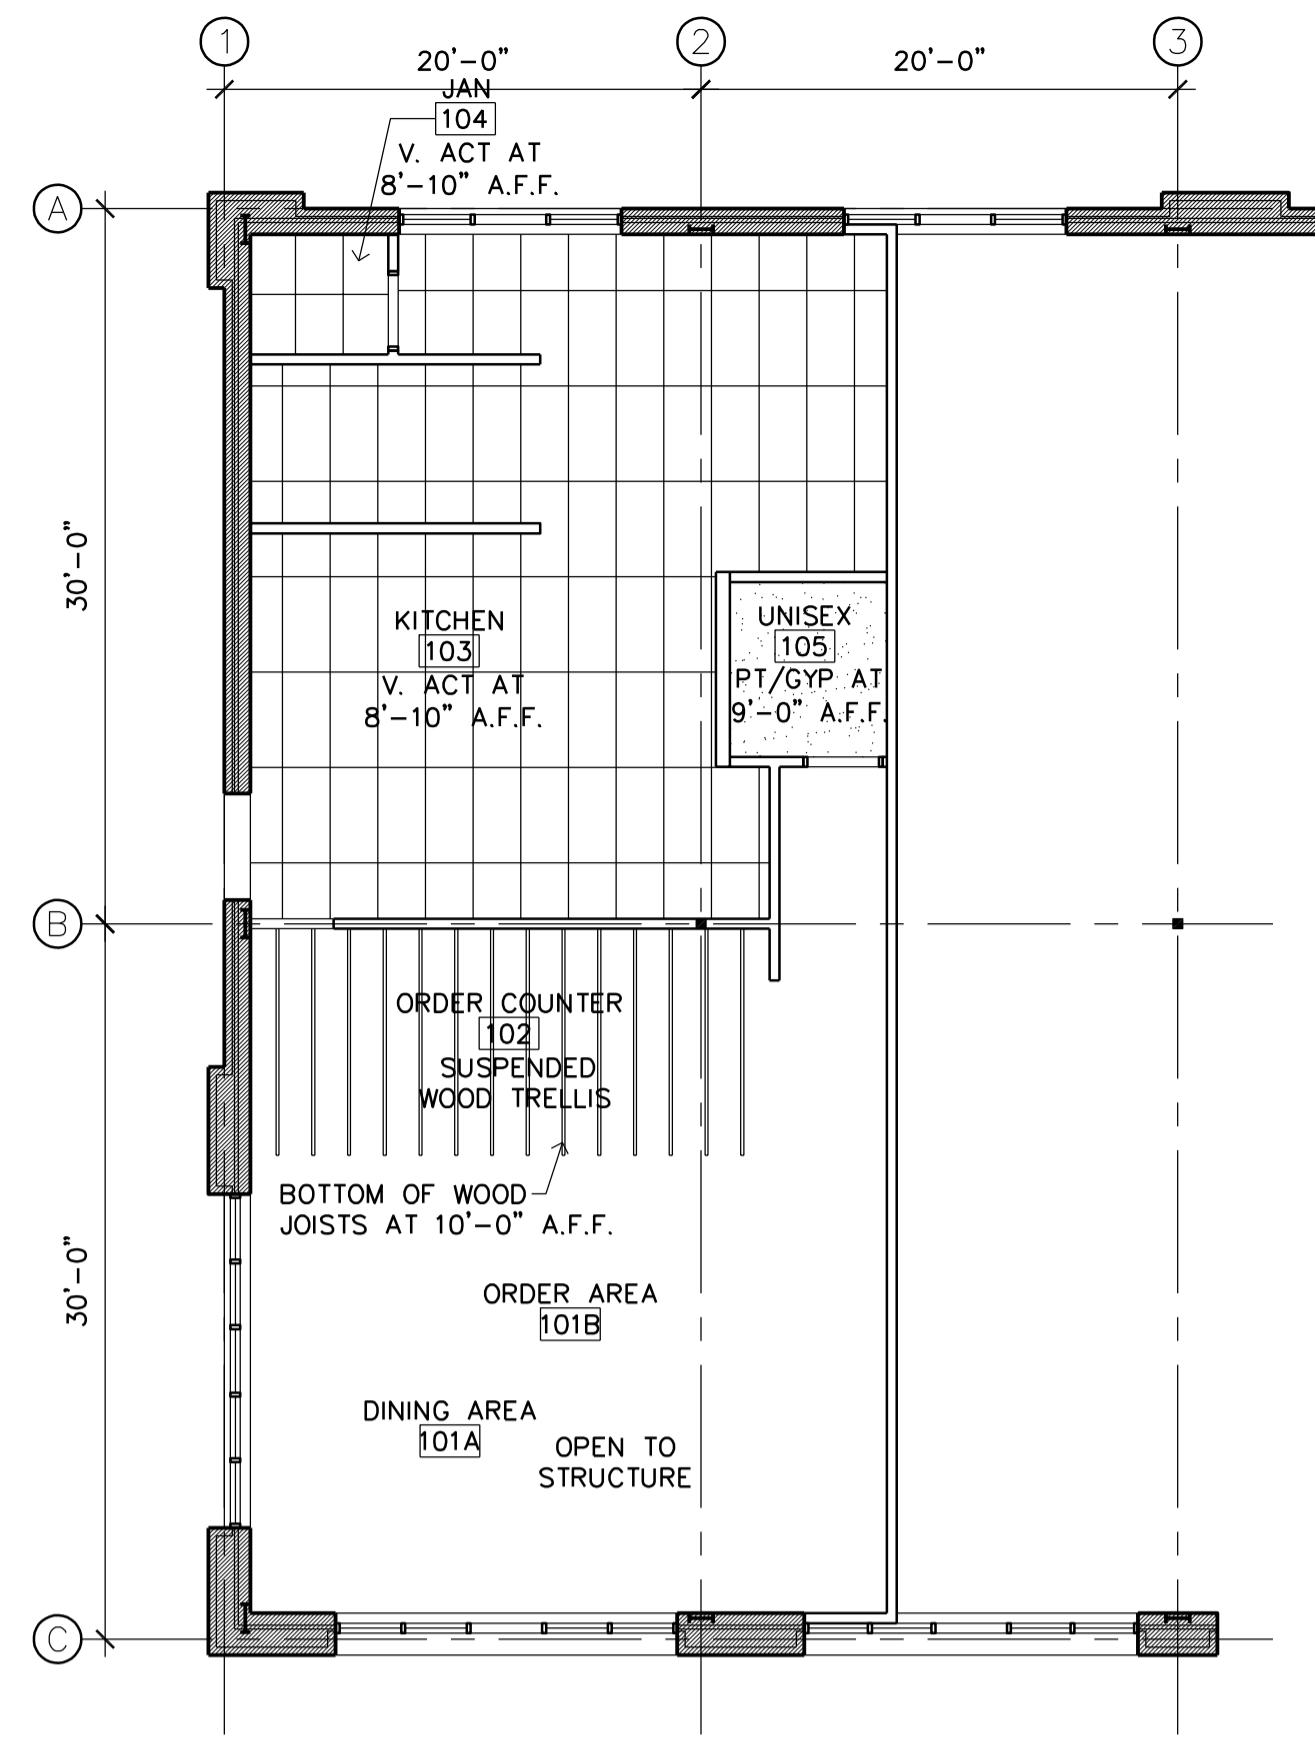 1
2
3
20'-0"
20'-0"
JAN
104
V. ACT AT
8'-10" A.F.F.
A
30'-0"
KITCHEN
103
V. ACT AT
8'-10" A.F.F.
UNISEX
105
PT/GYP AT
9'-0" A.F.F.
B
ORDER COUNTER
102
SUSPENDED
WOOD TRELLIS
BOTTOM OF WOOD
JOISTS AT 10'-0" A.F.F.
30'-0"
ORDER AREA
101B
DINING AREA
101A
OPEN TO
STRUCTURE
C